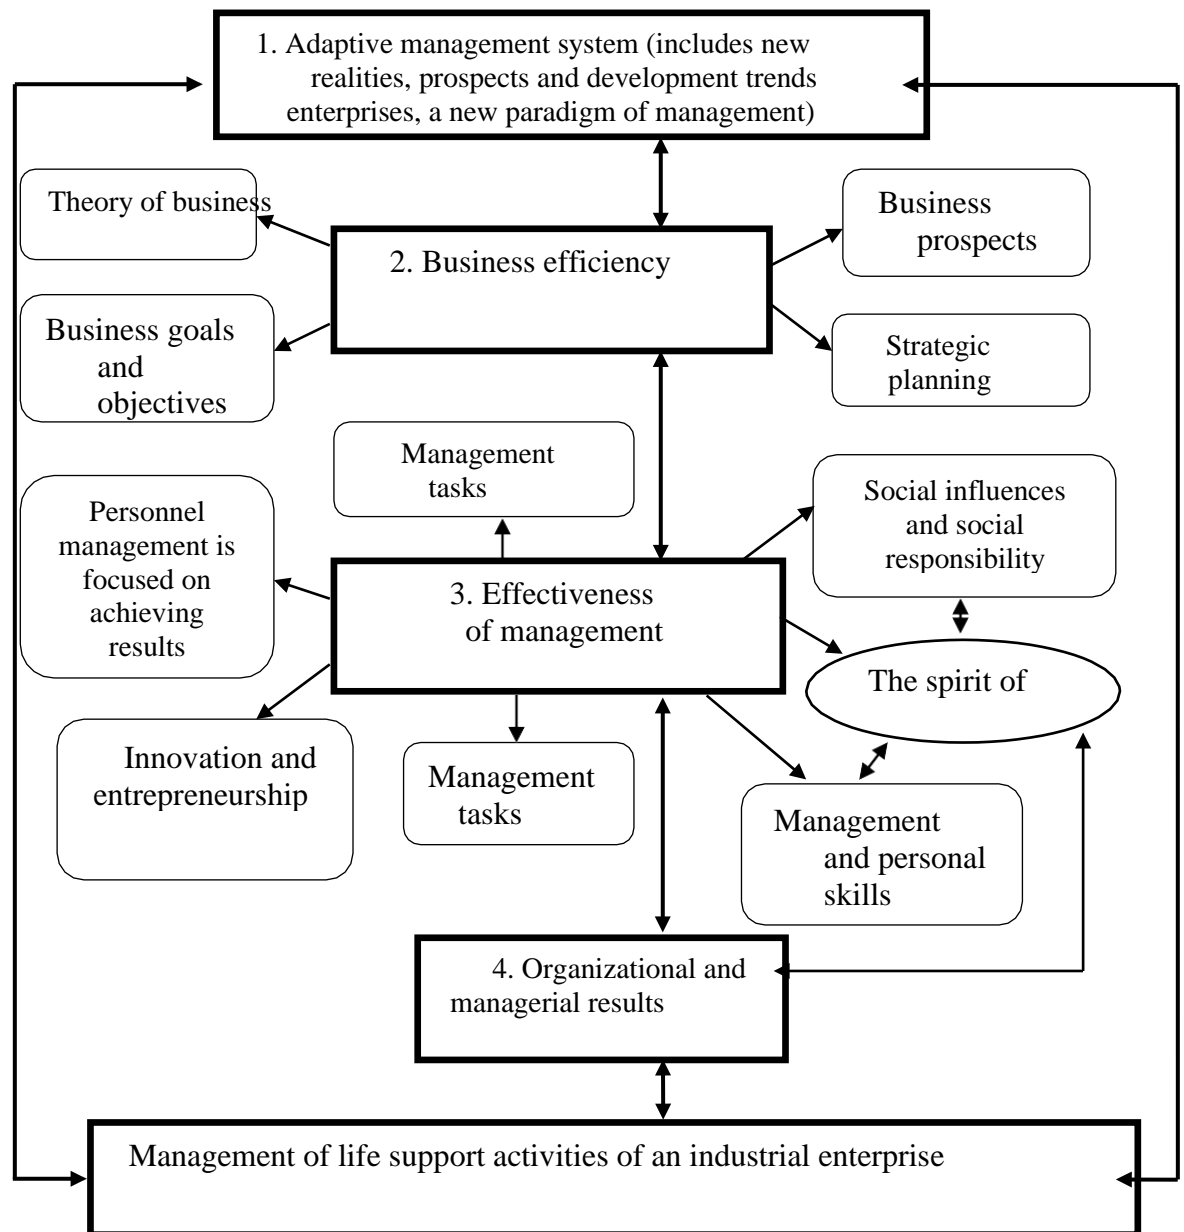 1. Adaptive management system (includes new
realities, prospects and development trends
enterprises, a new paradigm of management)
Theory of business
Business
prospects
2. Business efficiency
Business goals
and
objectives
Strategic
planning
Management
tasks
Social influences
and social
responsibility
Personnel
management is
focused on
achieving
results
3. Effectiveness
of management
The spirit of
Innovation and
entrepreneurship
Management
tasks
Management
and personal
skills
4. Organizational and
managerial results
Management of life support activities of an industrial enterprise